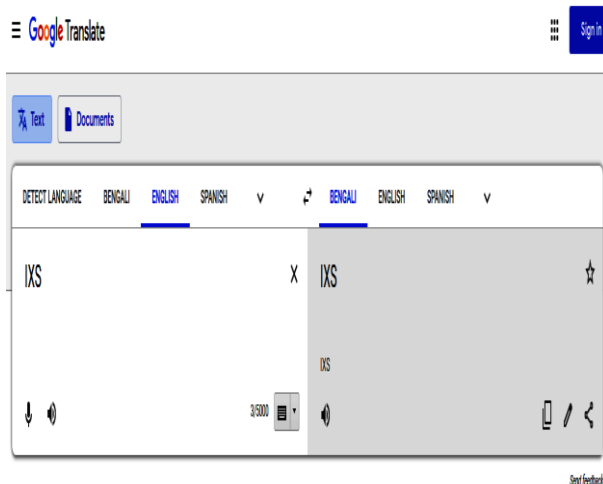 Google Translate
Sign in
Text
Documents
DETECT LANGUAGE BENGALI ENGLISH SPANISH BENGALI ENGLISH SPANISH
IXS IXS
IXS
3/5000
Send feedback